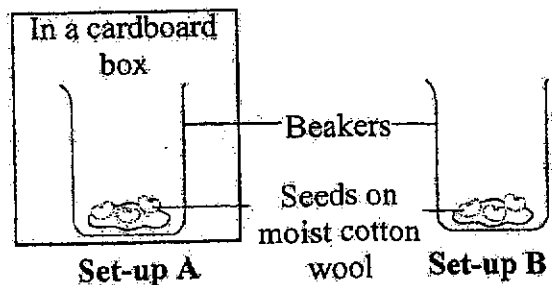 In a cardboard
box
Beakers
Seeds on
moist cotton
wool
Set-up A
Set-up B